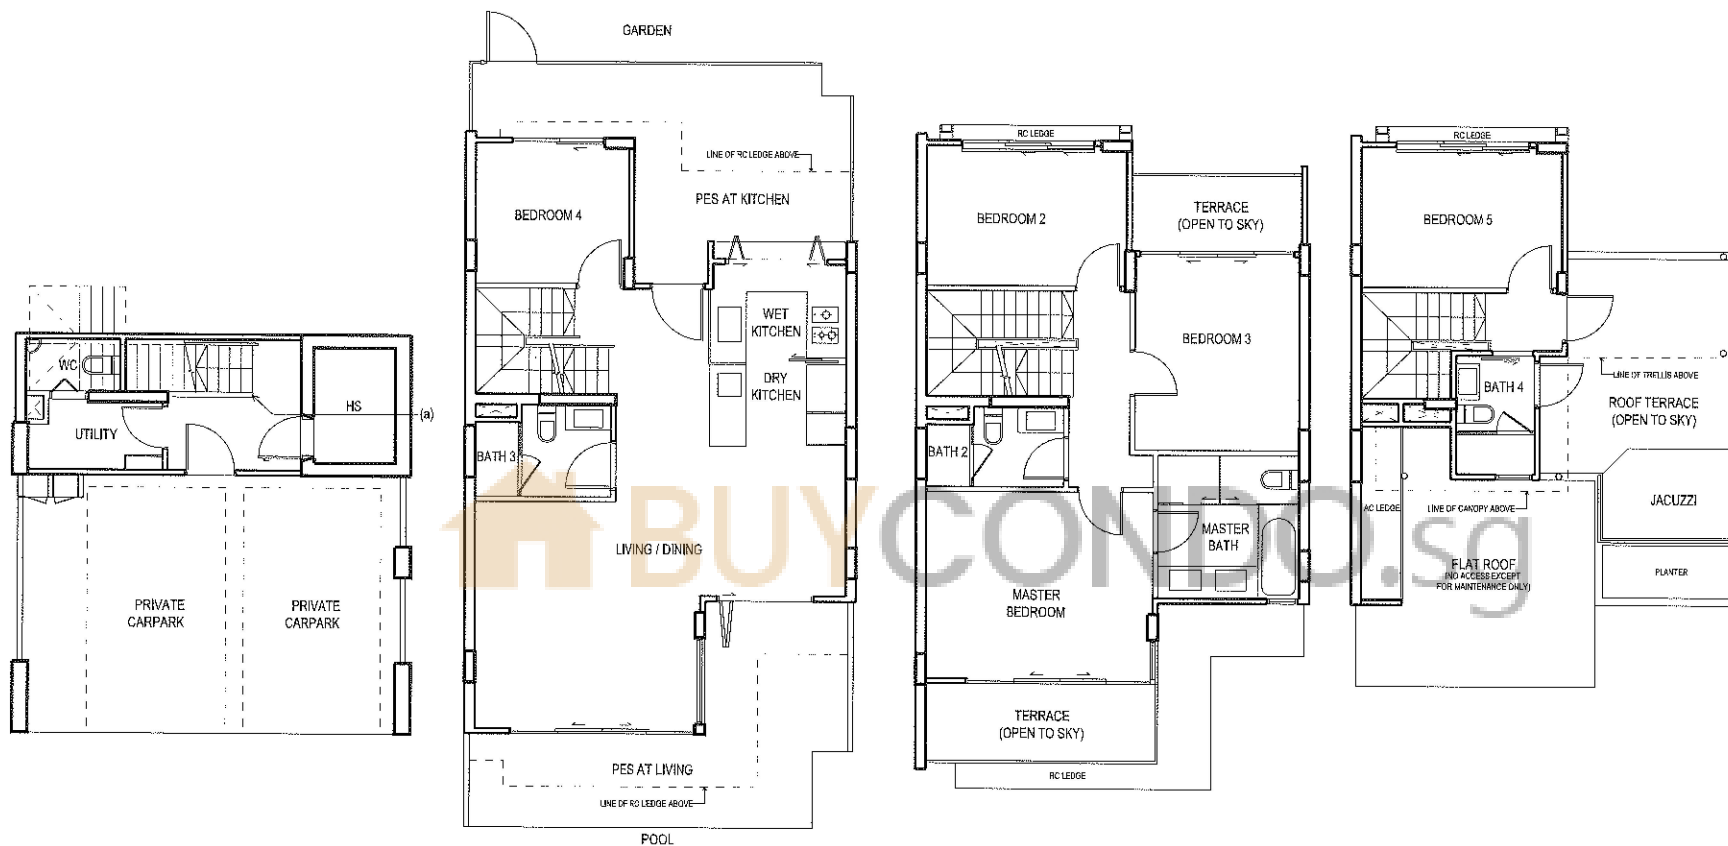 WC
HS
(a)
UTILITY
PRIVATE
CARPARK
PRIVATE
CARPARK
GARDEN
LINE OF RC LEDGE ABOVE
PES AT KITCHEN
BEDROOM 4
WET
KITCHEN
DRY
KITCHEN
BATH 3
LIVING / DINING
PES AT LIVING
LINE OF RC LEDGE ABOVE
POOL
RC LEDGE
BEDROOM 2
TERRACE
(OPEN TO SKY)
BEDROOM 3
BATH 2
MASTER
BATH
MASTER
BEDROOM
TERRACE
(OPEN TO SKY)
RC LEDGE
RC LEDGE
BEDROOM 5
LINE OF TRELLIS ABOVE
BATH 4
ROOF TERRACE
(OPEN TO SKY)
AC LEDGE
LINE OF CANOPY ABOVE
JACUZZI
FLAT ROOF
(NO ACCESS EXCEPT
FOR MAINTENANCE ONLY)
PLANTER
BUYCONDO.sg